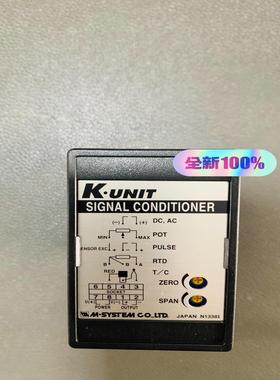 全新100%
K·UNIT
SIGNAL CONDITIONER
(−) (+) DC, AC
MIN MAX POT
SENSOR EXC. + PULSE
B B A RTD
RED T/C
6 5 4 3
SOCKET
7 8 1 2
ZERO
SPAN
U(+) V(−) (+) (−)
POWER OUTPUT
M-SYSTEM CO.,LTD. JAPAN